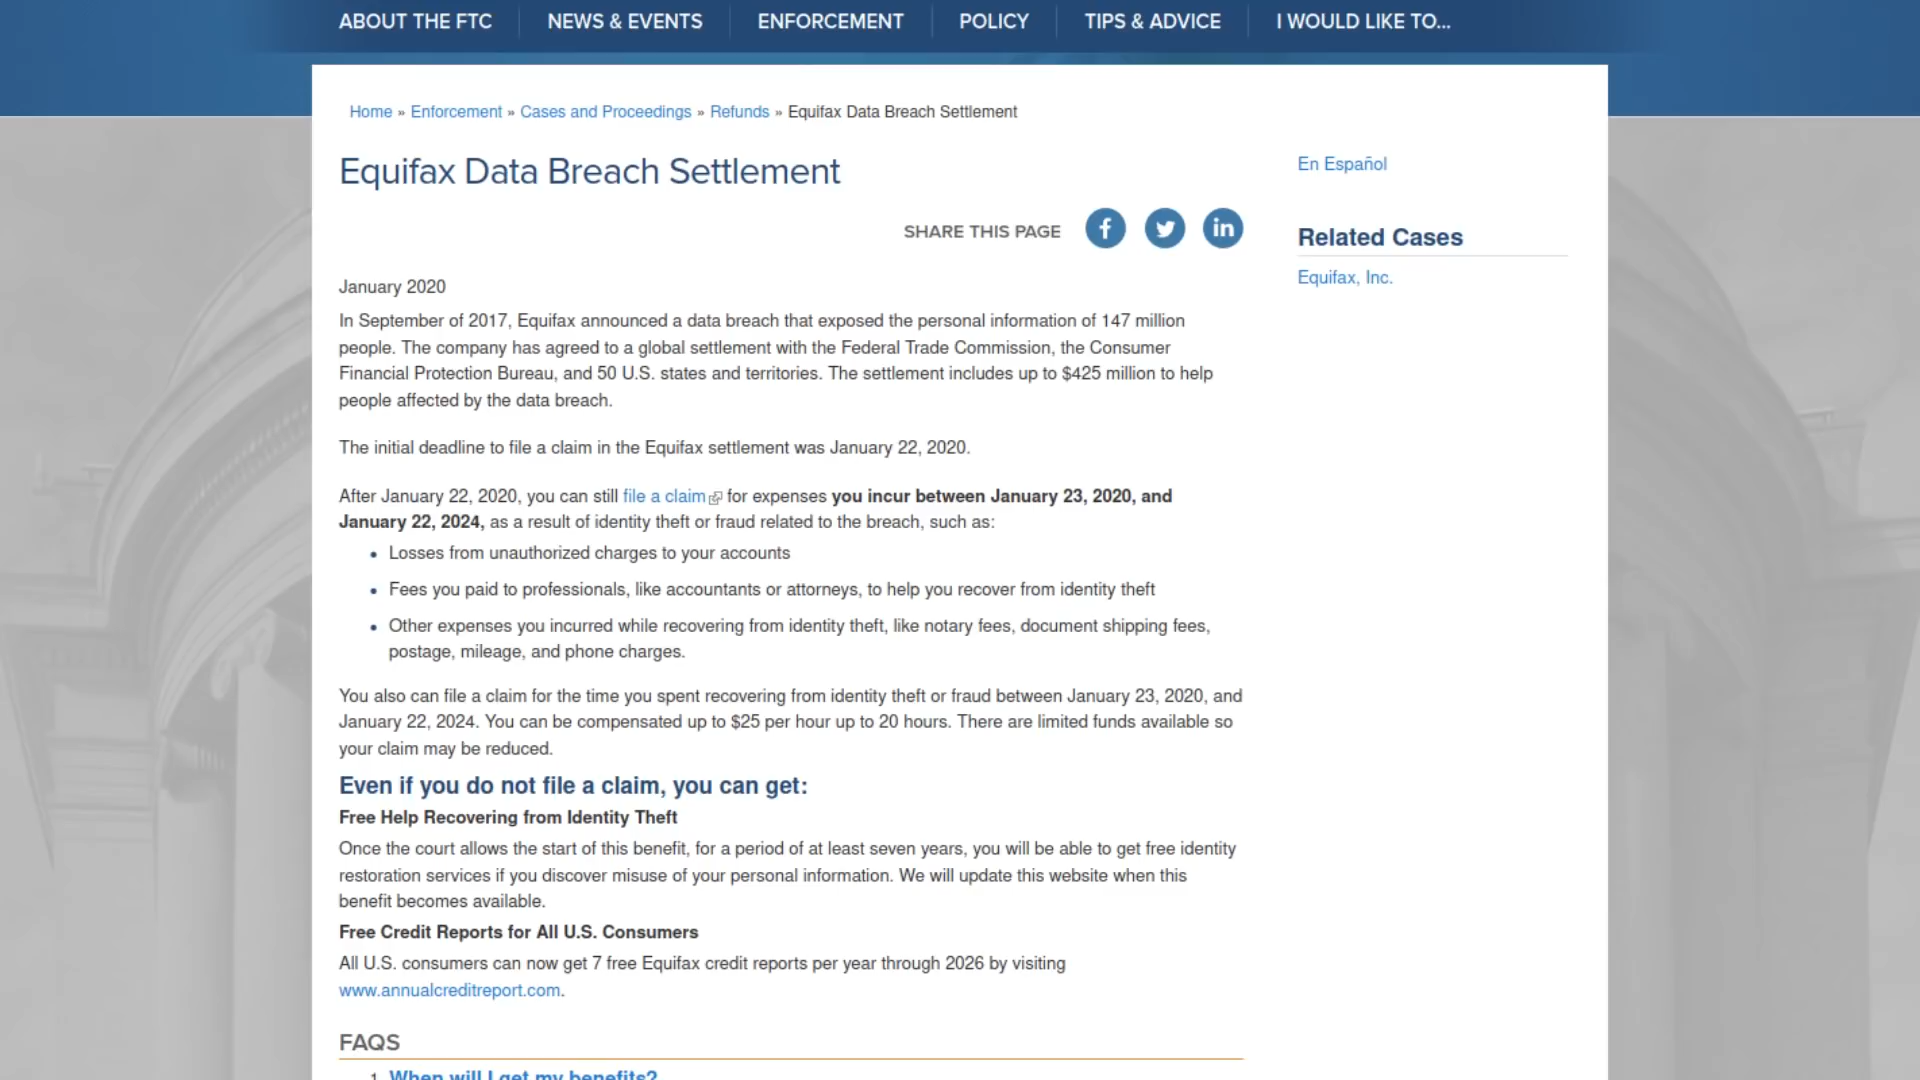 ABOUT THE FTC NEWS & EVENTS ENFORCEMENT POLICY TIPS & ADVICE I WOULD LIKE TO...
Home » Enforcement » Cases and Proceedings » Refunds » Equifax Data Breach Settlement
Equifax Data Breach Settlement
SHARE THIS PAGE
January 2020
In September of 2017, Equifax announced a data breach that exposed the personal information of 147 million
people. The company has agreed to a global settlement with the Federal Trade Commission, the Consumer
Financial Protection Bureau, and 50 U.S. states and territories. The settlement includes up to $425 million to help
people affected by the data breach.
The initial deadline to file a claim in the Equifax settlement was January 22, 2020.
After January 22, 2020, you can still file a claim for expenses you incur between January 23, 2020, and
January 22, 2024, as a result of identity theft or fraud related to the breach, such as:
• Losses from unauthorized charges to your accounts
• Fees you paid to professionals, like accountants or attorneys, to help you recover from identity theft
• Other expenses you incurred while recovering from identity theft, like notary fees, document shipping fees,
postage, mileage, and phone charges.
You also can file a claim for the time you spent recovering from identity theft or fraud between January 23, 2020, and
January 22, 2024. You can be compensated up to $25 per hour up to 20 hours. There are limited funds available so
your claim may be reduced.
Even if you do not file a claim, you can get:
Free Help Recovering from Identity Theft
Once the court allows the start of this benefit, for a period of at least seven years, you will be able to get free identity
restoration services if you discover misuse of your personal information. We will update this website when this
benefit becomes available.
Free Credit Reports for All U.S. Consumers
All U.S. consumers can now get 7 free Equifax credit reports per year through 2026 by visiting
www.annualcreditreport.com.
FAQS
1. When will I get my benefits?
En Español
Related Cases
Equifax, Inc.